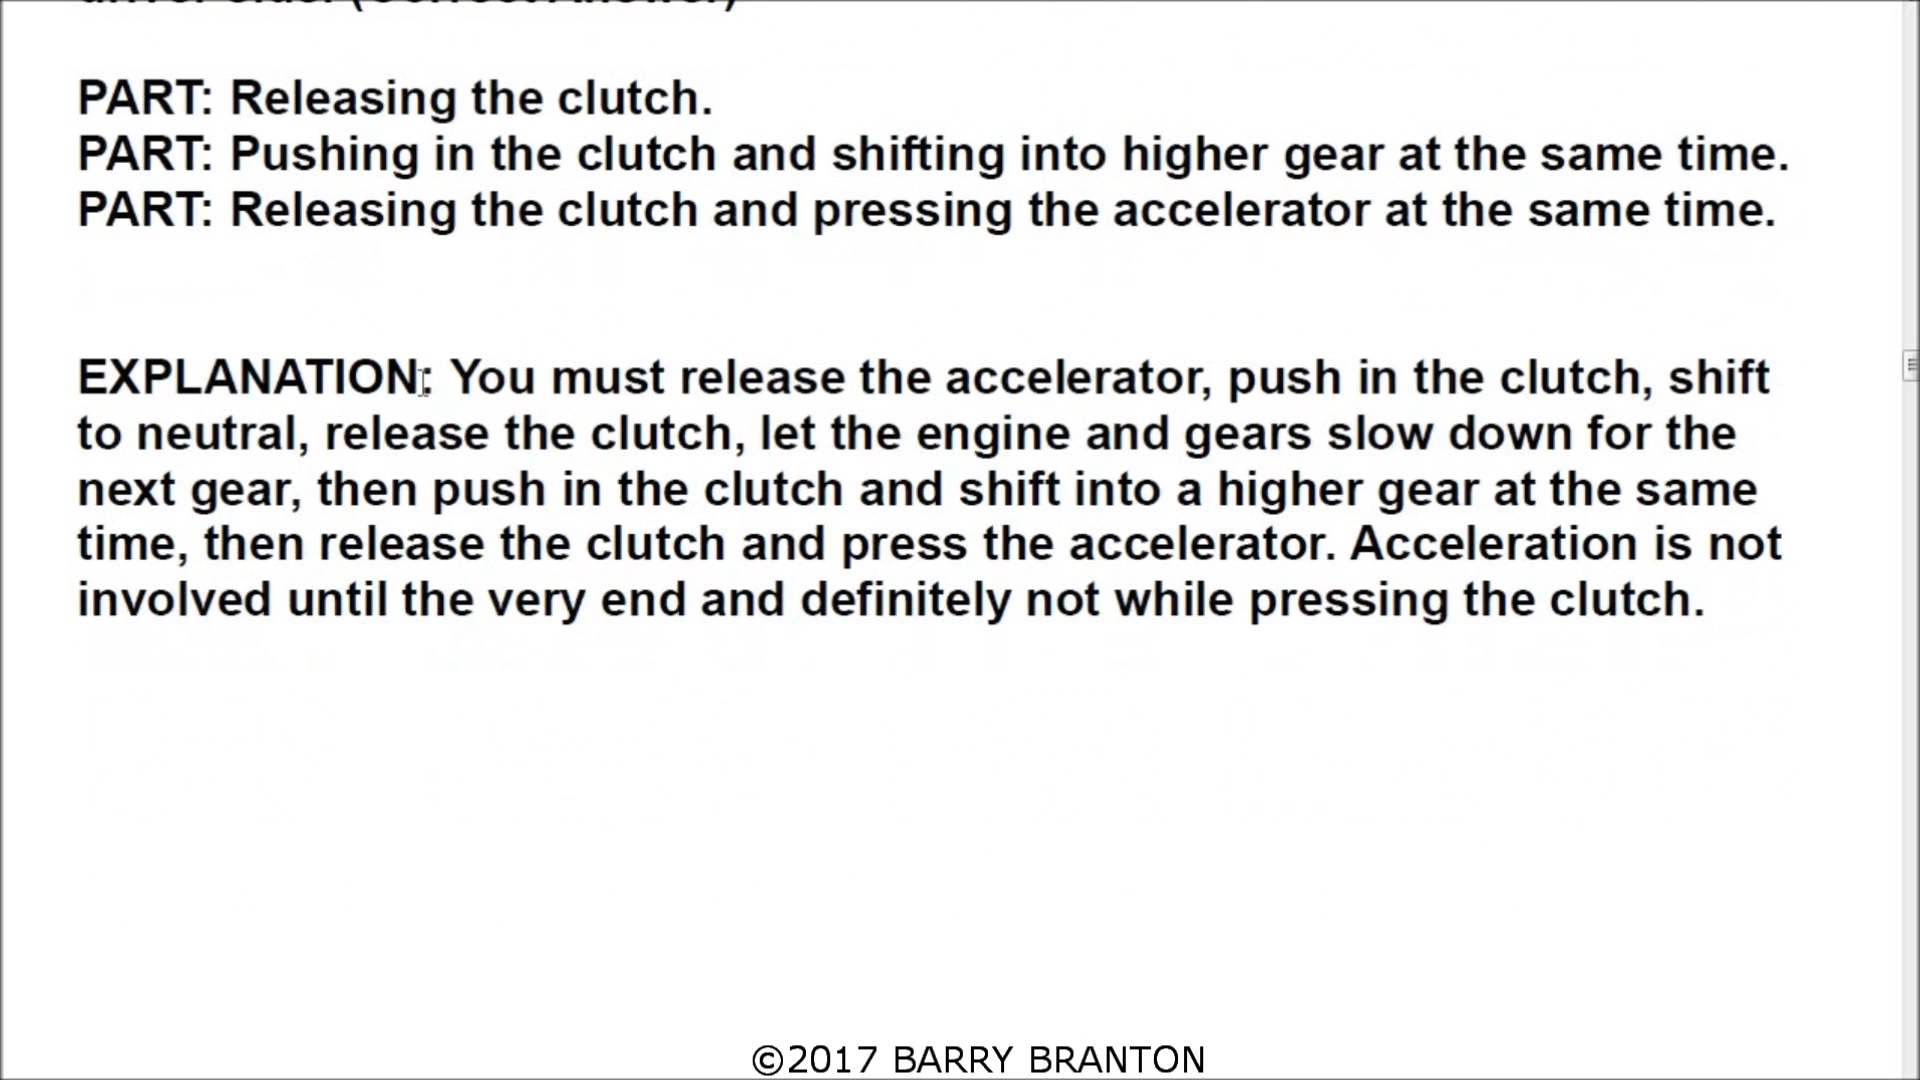 (Correct Answer)
PART: Releasing the clutch.
PART: Pushing in the clutch and shifting into higher gear at the same time.
PART: Releasing the clutch and pressing the accelerator at the same time.
EXPLANATION: You must release the accelerator, push in the clutch, shift
to neutral, release the clutch, let the engine and gears slow down for the
next gear, then push in the clutch and shift into a higher gear at the same
time, then release the clutch and press the accelerator. Acceleration is not
involved until the very end and definitely not while pressing the clutch.
©2017 BARRY BRANTON